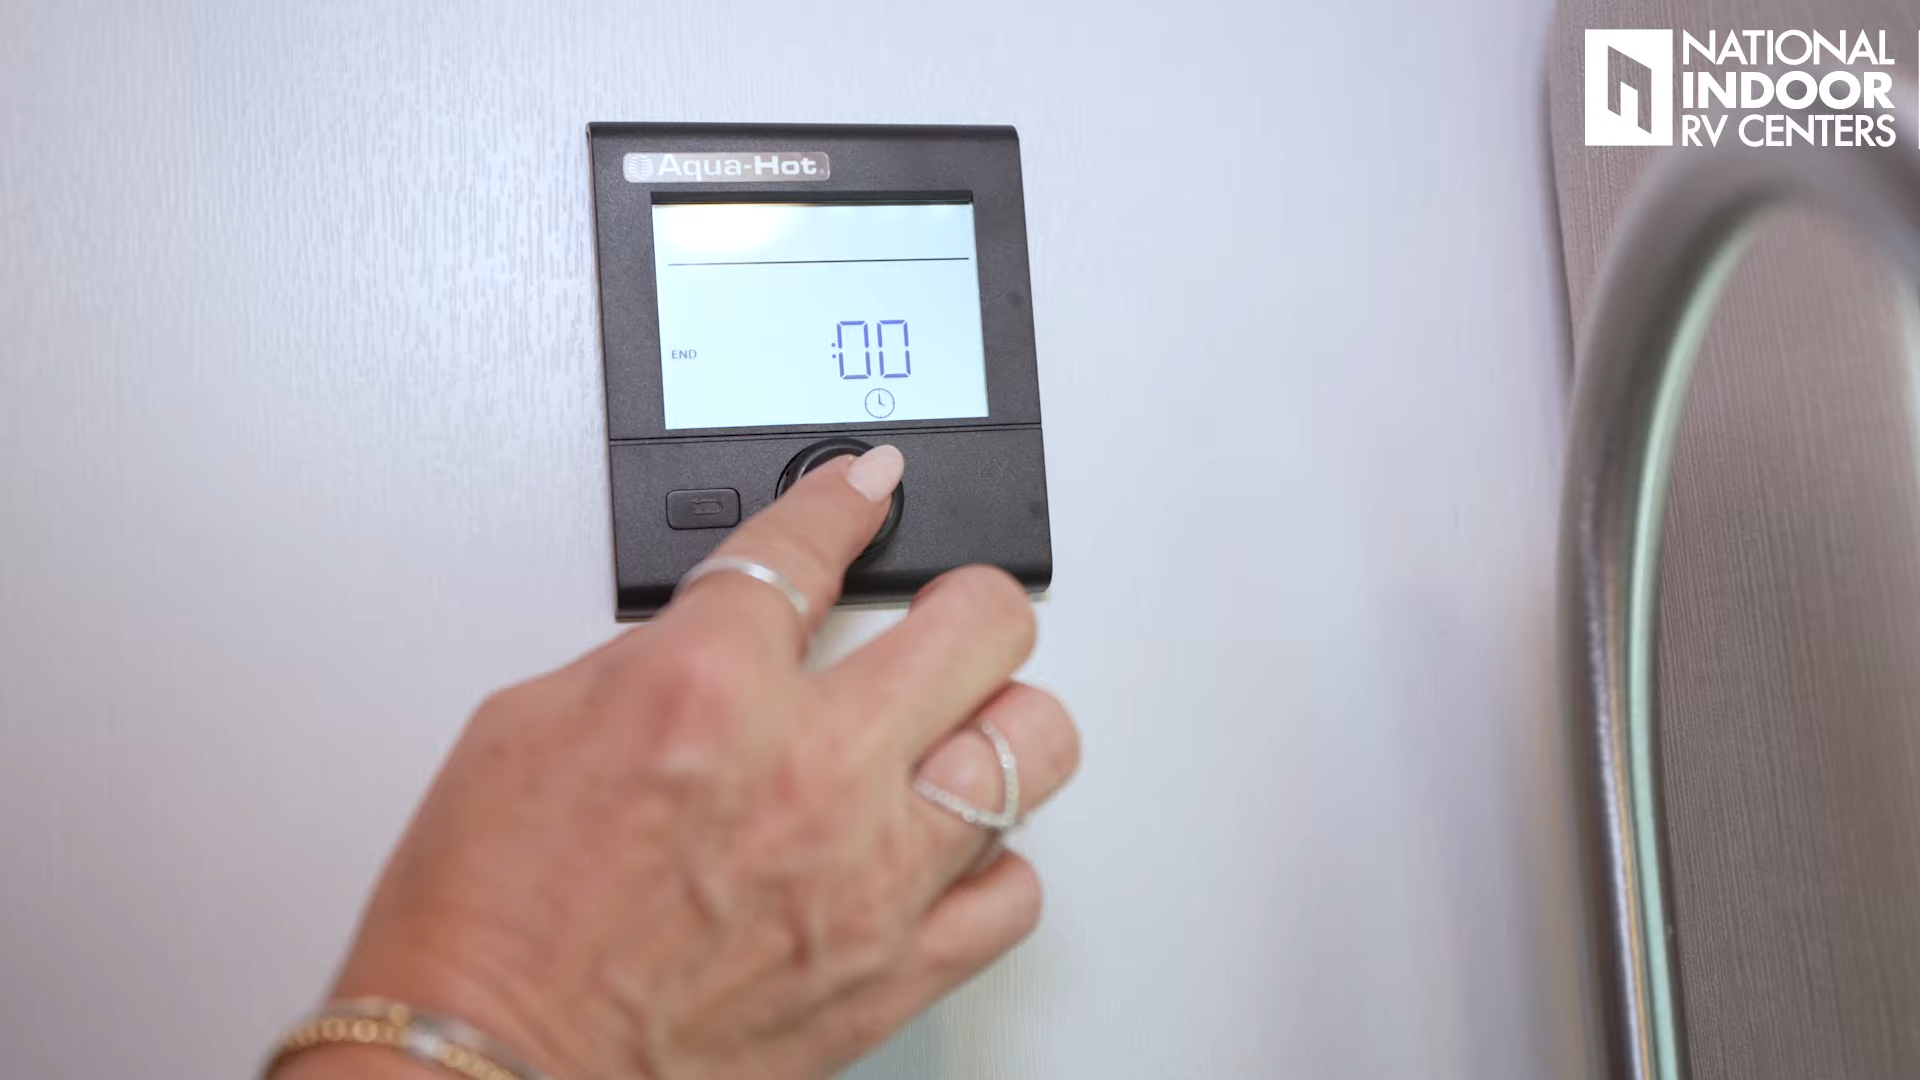 NATIONAL
INDOOR
RV CENTERS
Aqua-Hot
:00
END